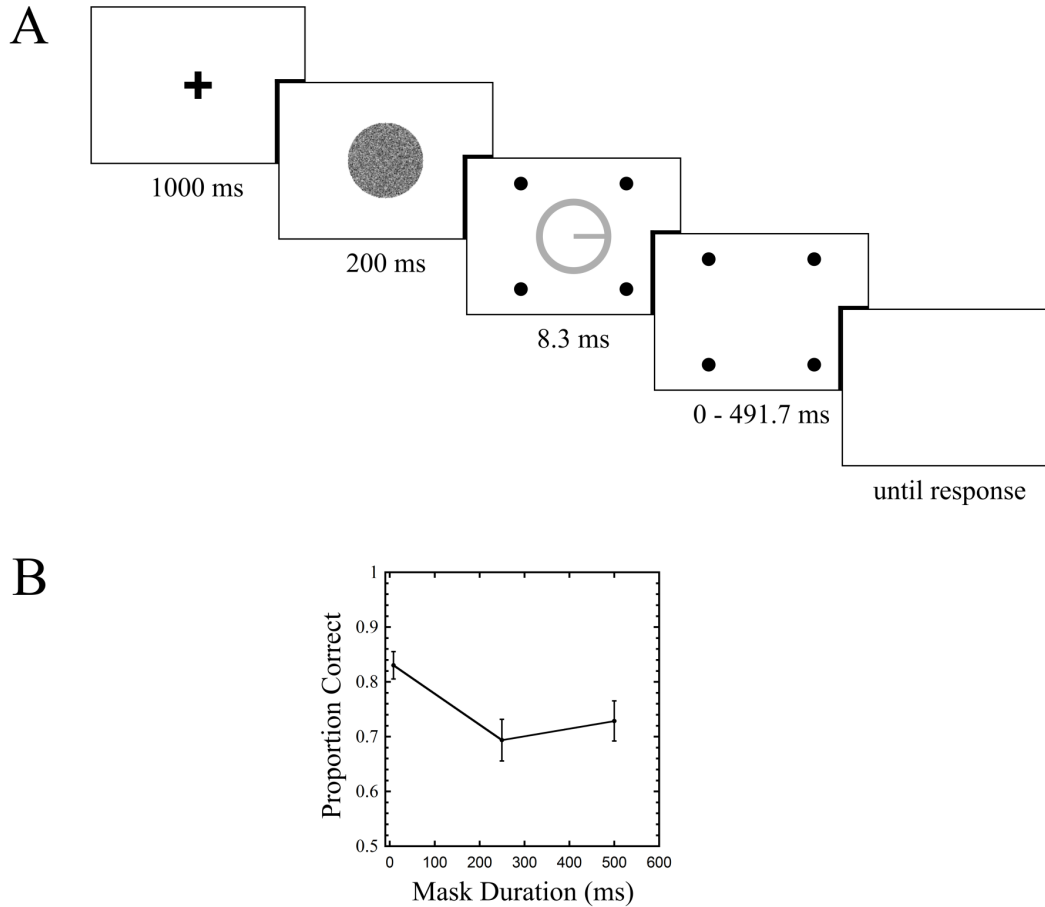 A
1000 ms
200 ms
8.3 ms
0 - 491.7 ms
until response
B
Proportion Correct
1
0.9
0.8
0.7
0.6
0.5
0 100 200 300 400 500 600
Mask Duration (ms)